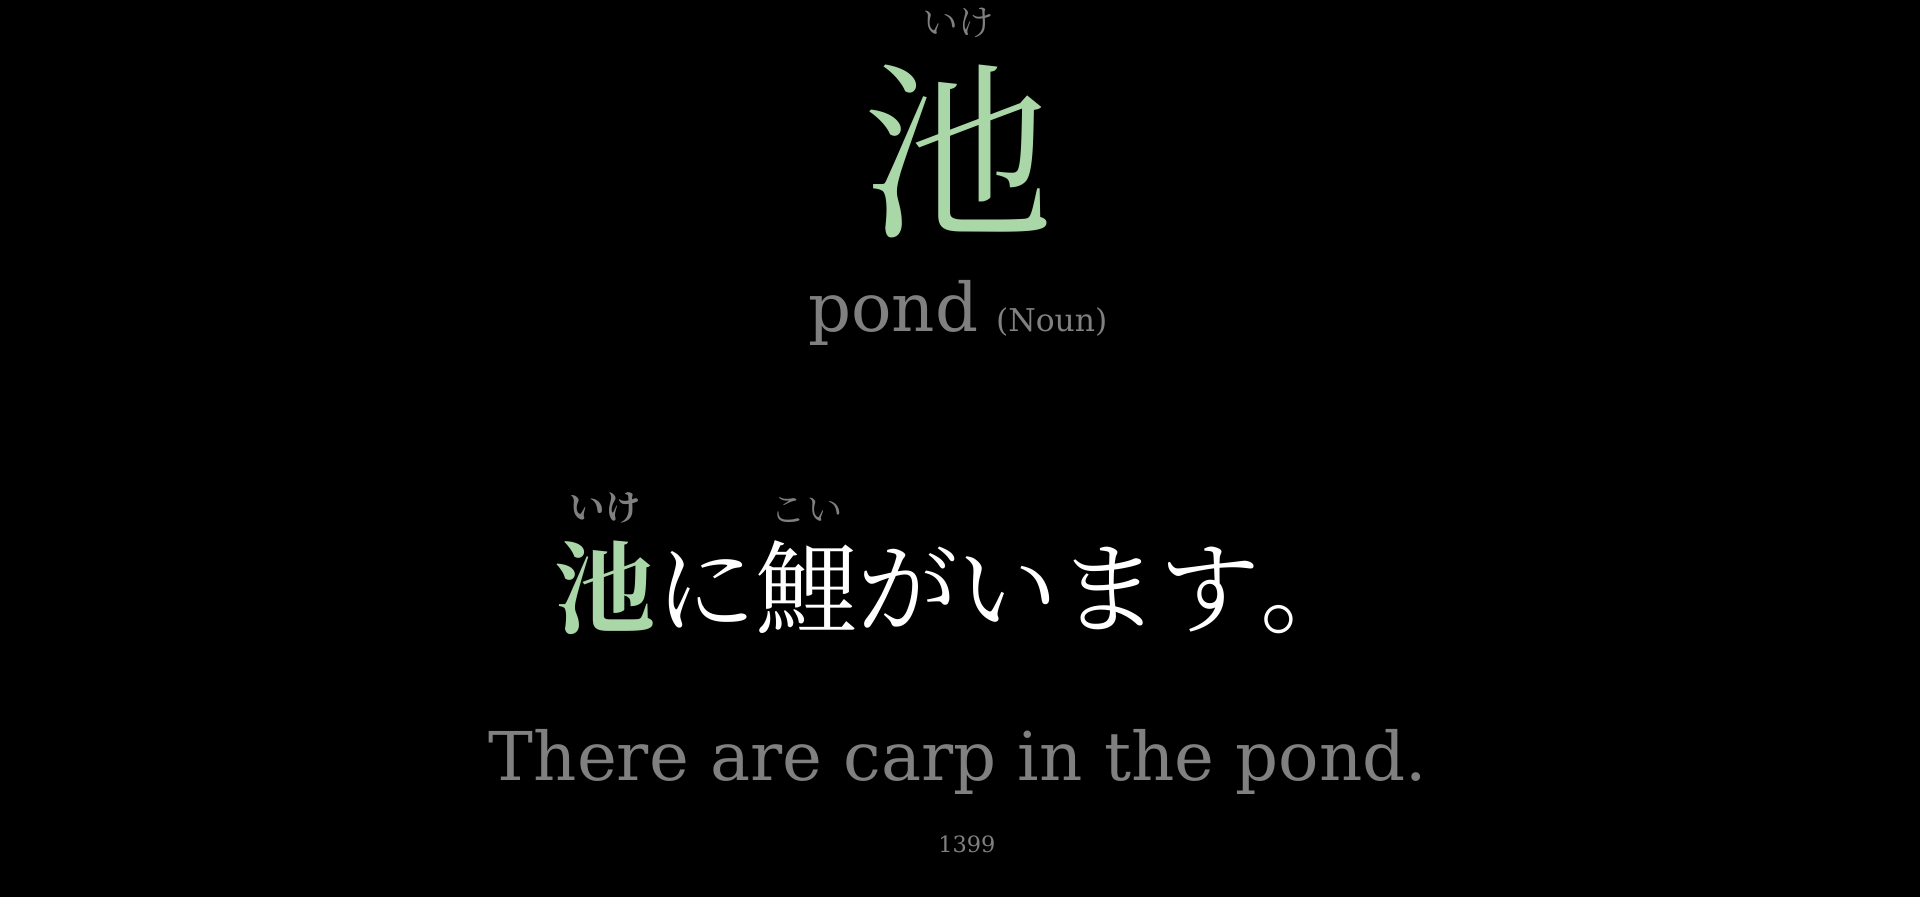 いけ
池
pond (Noun)
いけ こい
池に鯉がいます。
There are carp in the pond.
1399